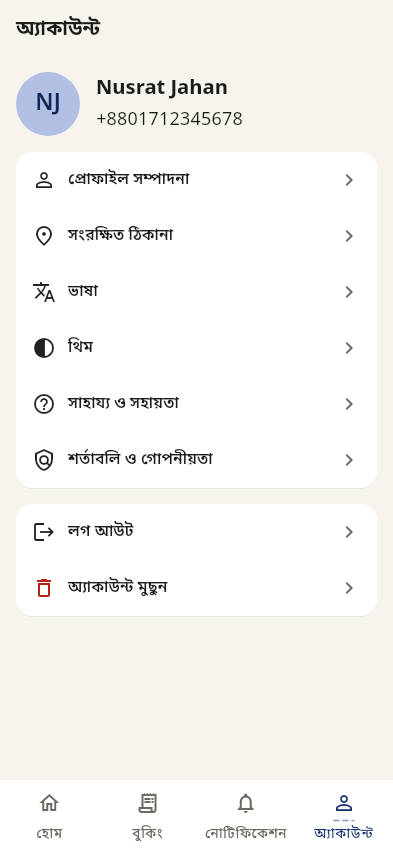 অ্যাকাউন্ট
NJ
Nusrat Jahan
+8801712345678
প্রোফাইল সম্পাদনা
সংরক্ষিত ঠিকানা
ভাষা
থিম
সাহায্য ও সহায়তা
শর্তাবলি ও গোপনীয়তা
লগ আউট
অ্যাকাউন্ট মুছুন
হোম বুকিং নোটিফিকেশন অ্যাকাউন্ট